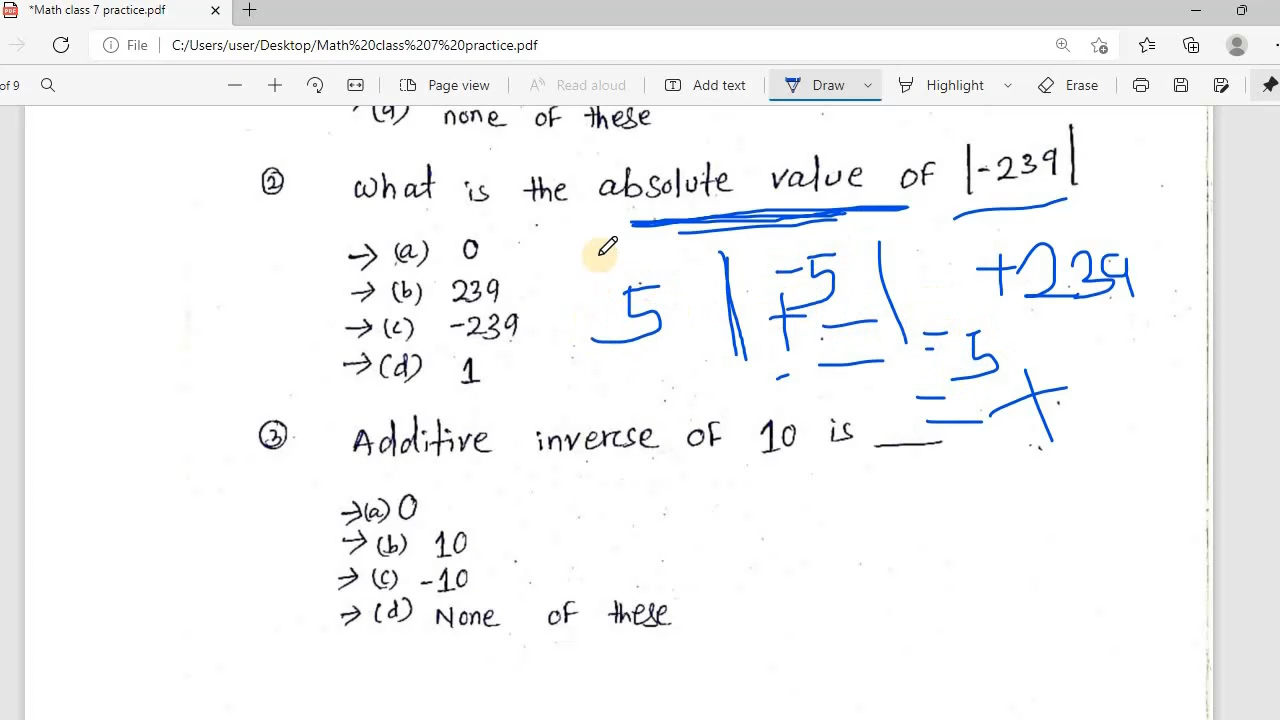 *Math class 7 practice.pdf
File C:/Users/user/Desktop/Math%20class%207%20practice.pdf
of 9 Page view Read aloud Add text Draw Highlight Erase
(d) none of these
② What is the absolute value of |-239|
→ (a) 0
→ (b) 239
→ (c) -239
→ (d) 1
5 |-5| +239
+
= 5
=
③ Additive inverse of 10 is ___
→ (a) 0
→ (b) 10
→ (c) -10
→ (d) None of these